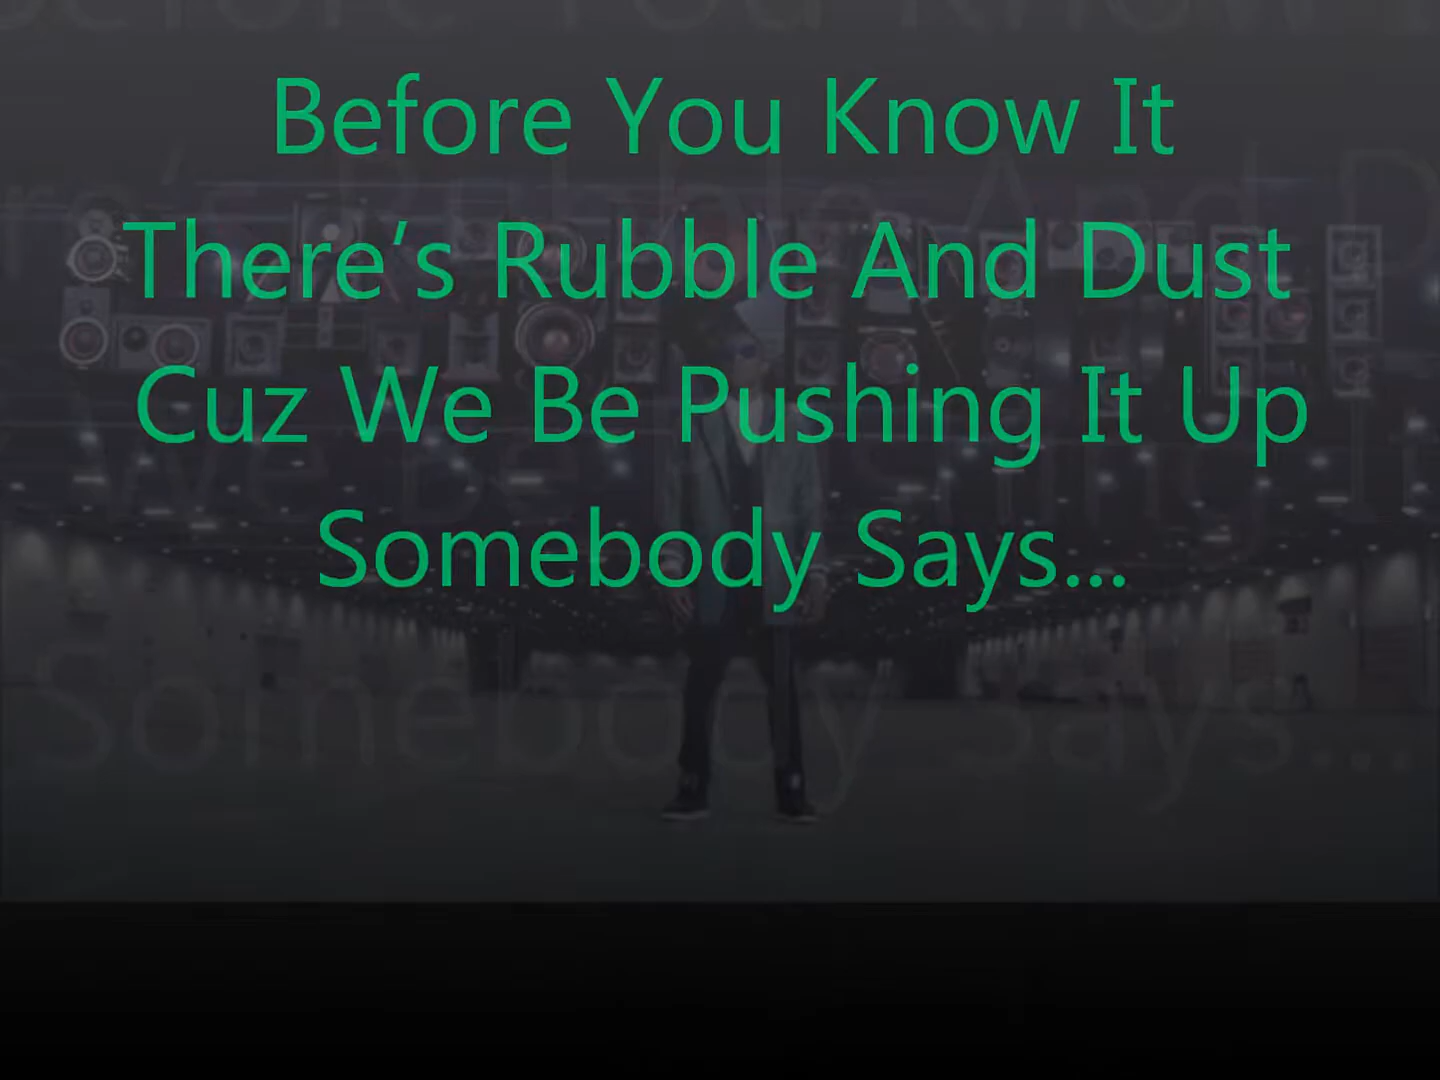 Before You Know It
There's Rubble And Dust
Cuz We Be Pushing It Up
Somebody Says...